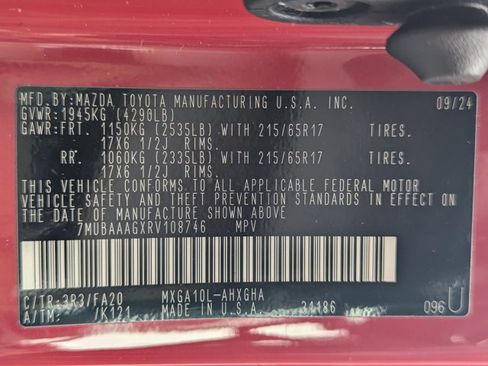 MFD.BY:MAZDA TOYOTA MANUFACTURING U.S.A. INC. 09/24
GVWR:1945KG (4290LB)
GAWR:FRT. 1150KG (2535LB) WITH 215/65R17 TIRES.
17X6 1/2J RIMS.
RR. 1060KG (2335LB) WITH 215/65R17 TIRES.
17X6 1/2J RIMS.
THIS VEHICLE CONFORMS TO ALL APPLICABLE FEDERAL MOTOR
VEHICLE SAFETY AND THEFT PREVENTION STANDARDS IN EFFECT ON
THE DATE OF MANUFACTURE SHOWN ABOVE
7MUBAAAGXRV108746 MPV
C/TR:3R3/FA20 MXGA10L-AHXGHA
A/TM: /K121 MADE IN U.S.A. 34186 096 U